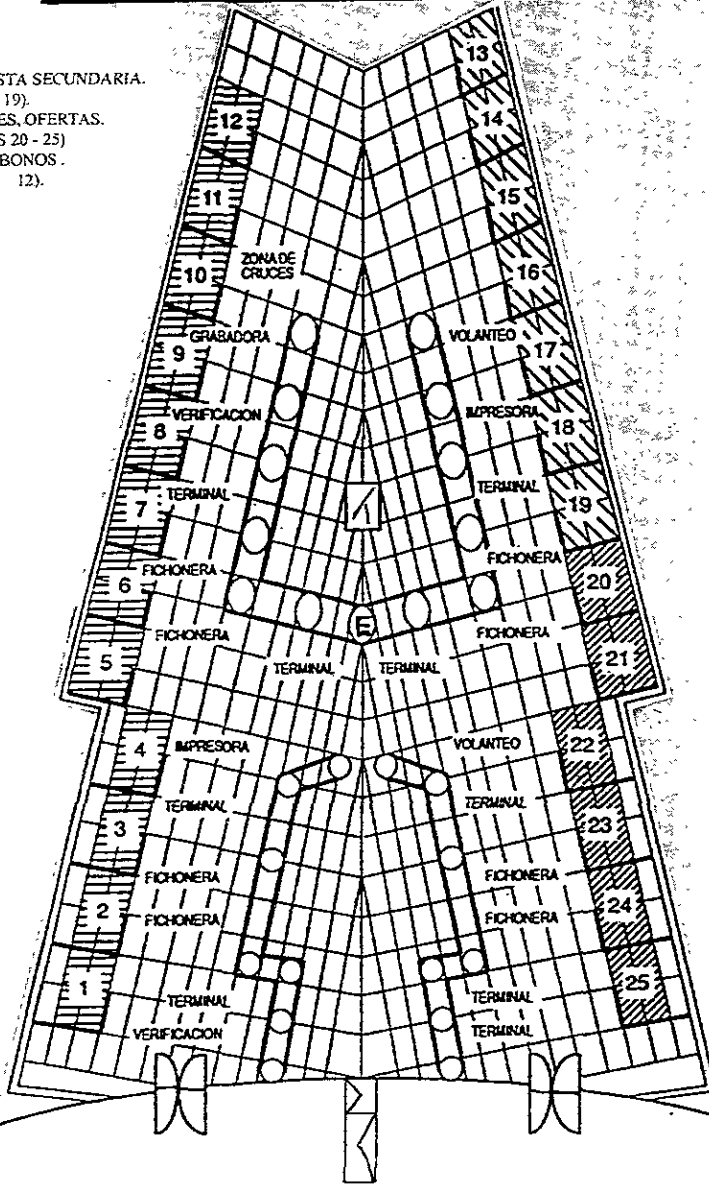 STA SECUNDARIA.
19).
ES, OFERTAS.
S 20 - 25)
BONOS .
12).
13
12
14
11
15
ZONA DE
CRUCES
10
16
GRABADORA
VOLANTEO
9
17
VERIFICACION
IMPRESORA
8
18
TERMINAL
TERMINAL
7
19
FICHONERA
FICHONERA
6
20
E
FICHONERA
FICHONERA
5
21
TERMINAL
TERMINAL
4
IMPRESORA
VOLANTEO
22
TERMINAL
TERMINAL
3
23
FICHONERA
FICHONERA
2
24
FICHONERA
FICHONERA
1
25
TERMINAL
TERMINAL
VERIFICACION
TERMINAL